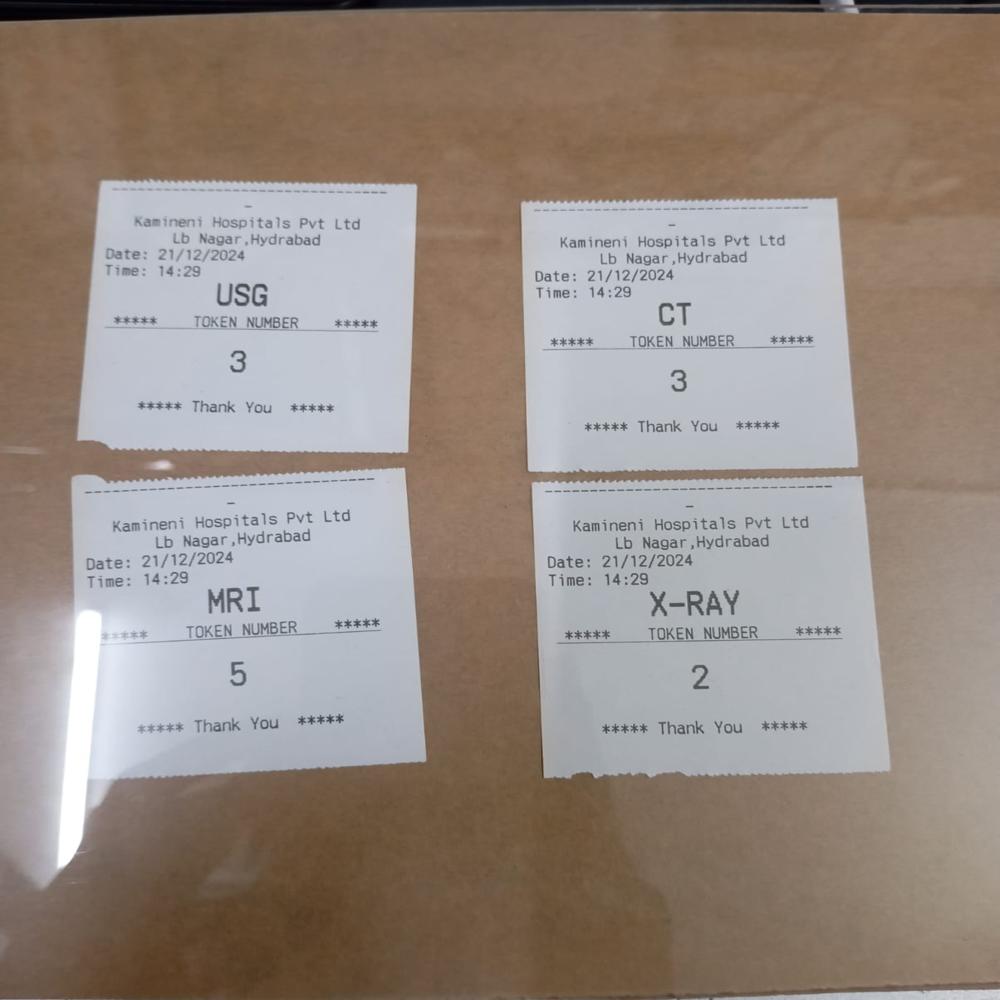 --------------------------------
-
Kamineni Hospitals Pvt Ltd
Lb Nagar,Hydrabad
Date: 21/12/2024
Time: 14:29
USG
***** TOKEN NUMBER *****
3
***** Thank You *****
--------------------------------
-
Kamineni Hospitals Pvt Ltd
Lb Nagar,Hydrabad
Date: 21/12/2024
Time: 14:29
CT
***** TOKEN NUMBER *****
3
***** Thank You *****
--------------------------------
-
Kamineni Hospitals Pvt Ltd
Lb Nagar,Hydrabad
Date: 21/12/2024
Time: 14:29
MRI
***** TOKEN NUMBER *****
5
***** Thank You *****
--------------------------------
-
Kamineni Hospitals Pvt Ltd
Lb Nagar,Hydrabad
Date: 21/12/2024
Time: 14:29
X-RAY
***** TOKEN NUMBER *****
2
***** Thank You *****